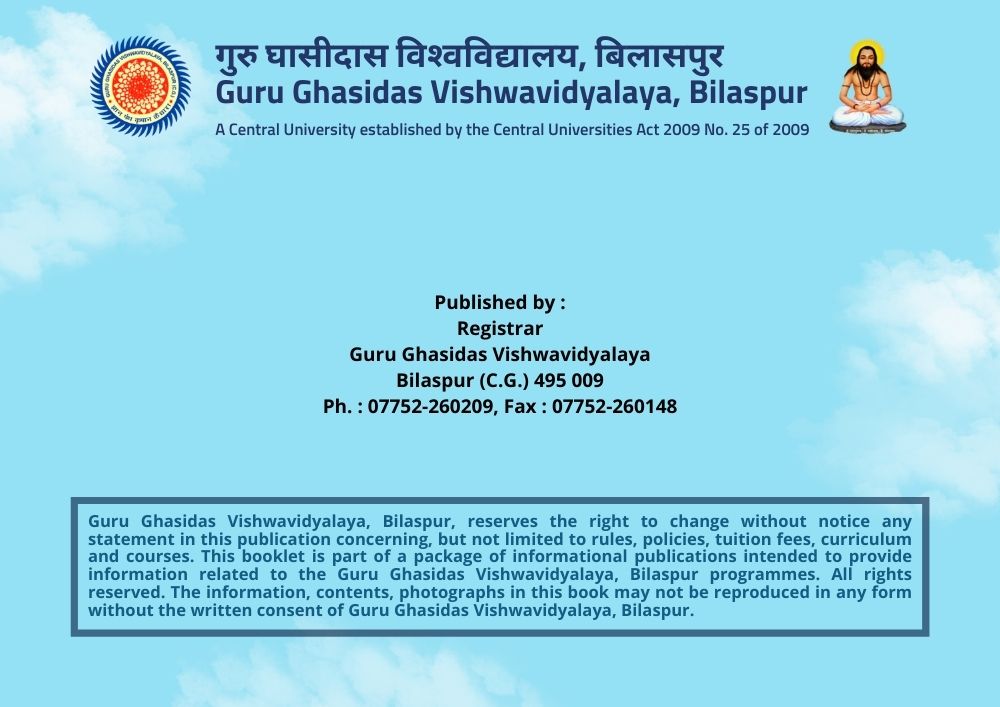 गुरु घासीदास विश्वविद्यालय, बिलासपुर
Guru Ghasidas Vishwavidyalaya, Bilaspur
A Central University established by the Central Universities Act 2009 No. 25 of 2009
Published by :
Registrar
Guru Ghasidas Vishwavidyalaya
Bilaspur (C.G.) 495 009
Ph. : 07752-260209, Fax : 07752-260148
Guru Ghasidas Vishwavidyalaya, Bilaspur, reserves the right to change without notice any
statement in this publication concerning, but not limited to rules, policies, tuition fees, curriculum
and courses. This booklet is part of a package of informational publications intended to provide
information related to the Guru Ghasidas Vishwavidyalaya, Bilaspur programmes. All rights
reserved. The information, contents, photographs in this book may not be reproduced in any form
without the written consent of Guru Ghasidas Vishwavidyalaya, Bilaspur.